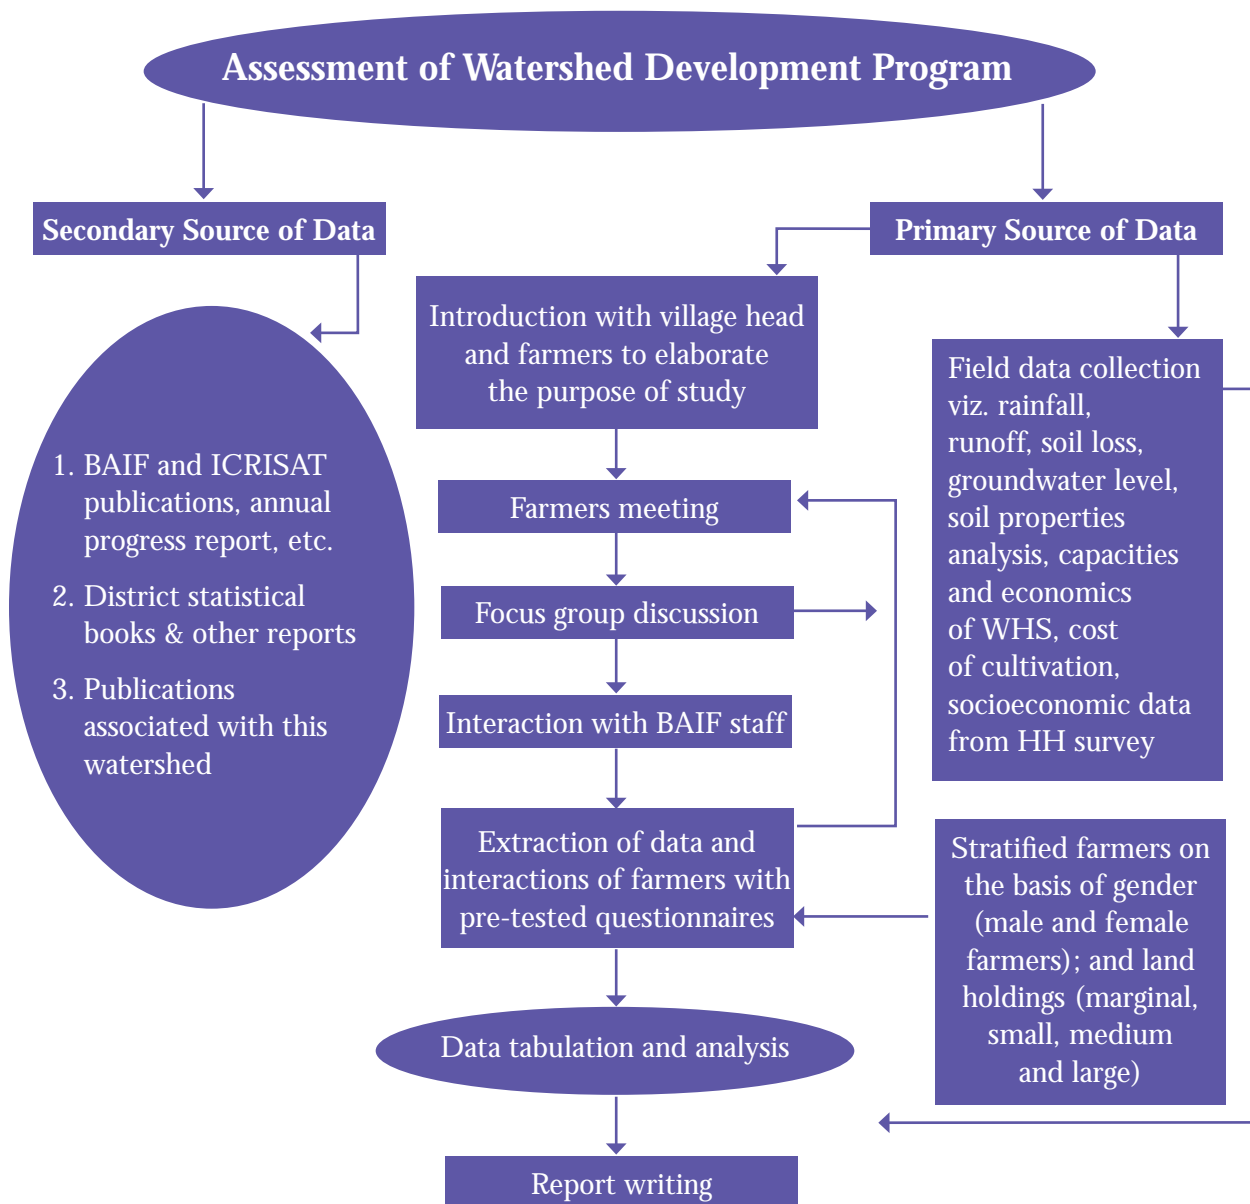 Assessment of Watershed Development Program
Secondary Source of Data
Primary Source of Data
1. BAIF and ICRISAT
publications, annual
progress report, etc.
2. District statistical
books & other reports
3. Publications
associated with this
watershed
Introduction with village head
and farmers to elaborate
the purpose of study
Farmers meeting
Focus group discussion
Interaction with BAIF staff
Extraction of data and
interactions of farmers with
pre-tested questionnaires
Field data collection
viz. rainfall,
runoff, soil loss,
groundwater level,
soil properties
analysis, capacities
and economics
of WHS, cost
of cultivation,
socioeconomic data
from HH survey
Stratified farmers on
the basis of gender
(male and female
farmers); and land
holdings (marginal,
small, medium
and large)
Data tabulation and analysis
Report writing